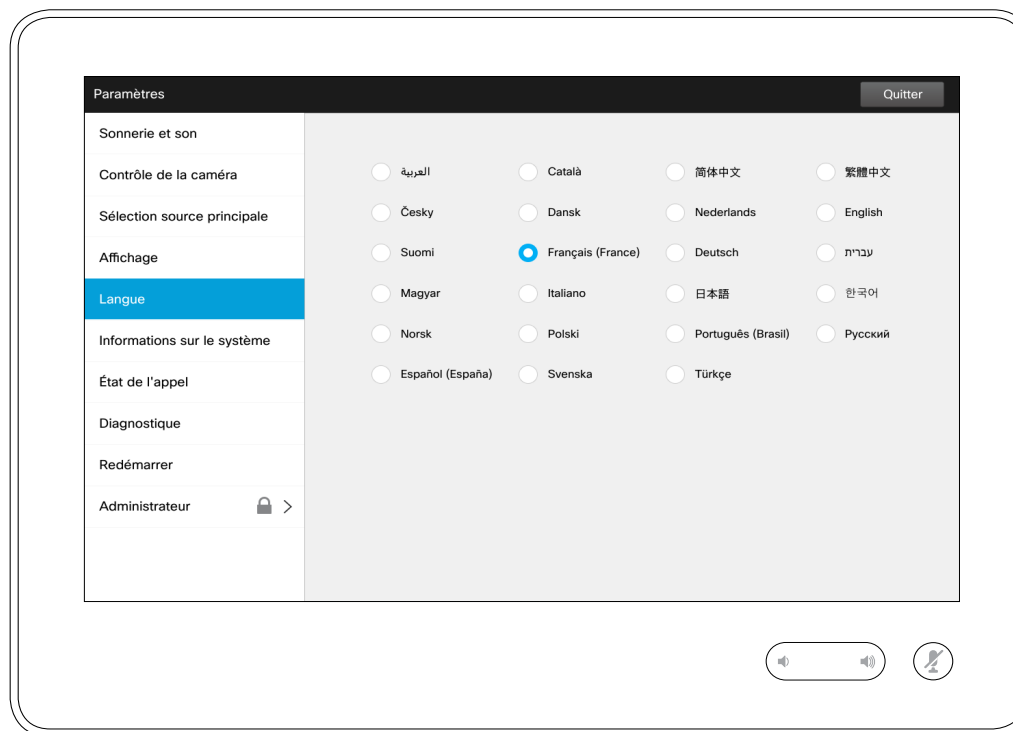 Paramètres
Quitter
Sonnerie et son
Contrôle de la caméra
Sélection source principale
Affichage
Langue
Informations sur le système
État de l'appel
Diagnostique
Redémarrer
Administrateur
العربية Català 简体中文 繁體中文
Česky Dansk Nederlands English
Suomi Français (France) Deutsch עברית
Magyar Italiano 日本語 한국어
Norsk Polski Português (Brasil) Русский
Español (España) Svenska Türkçe